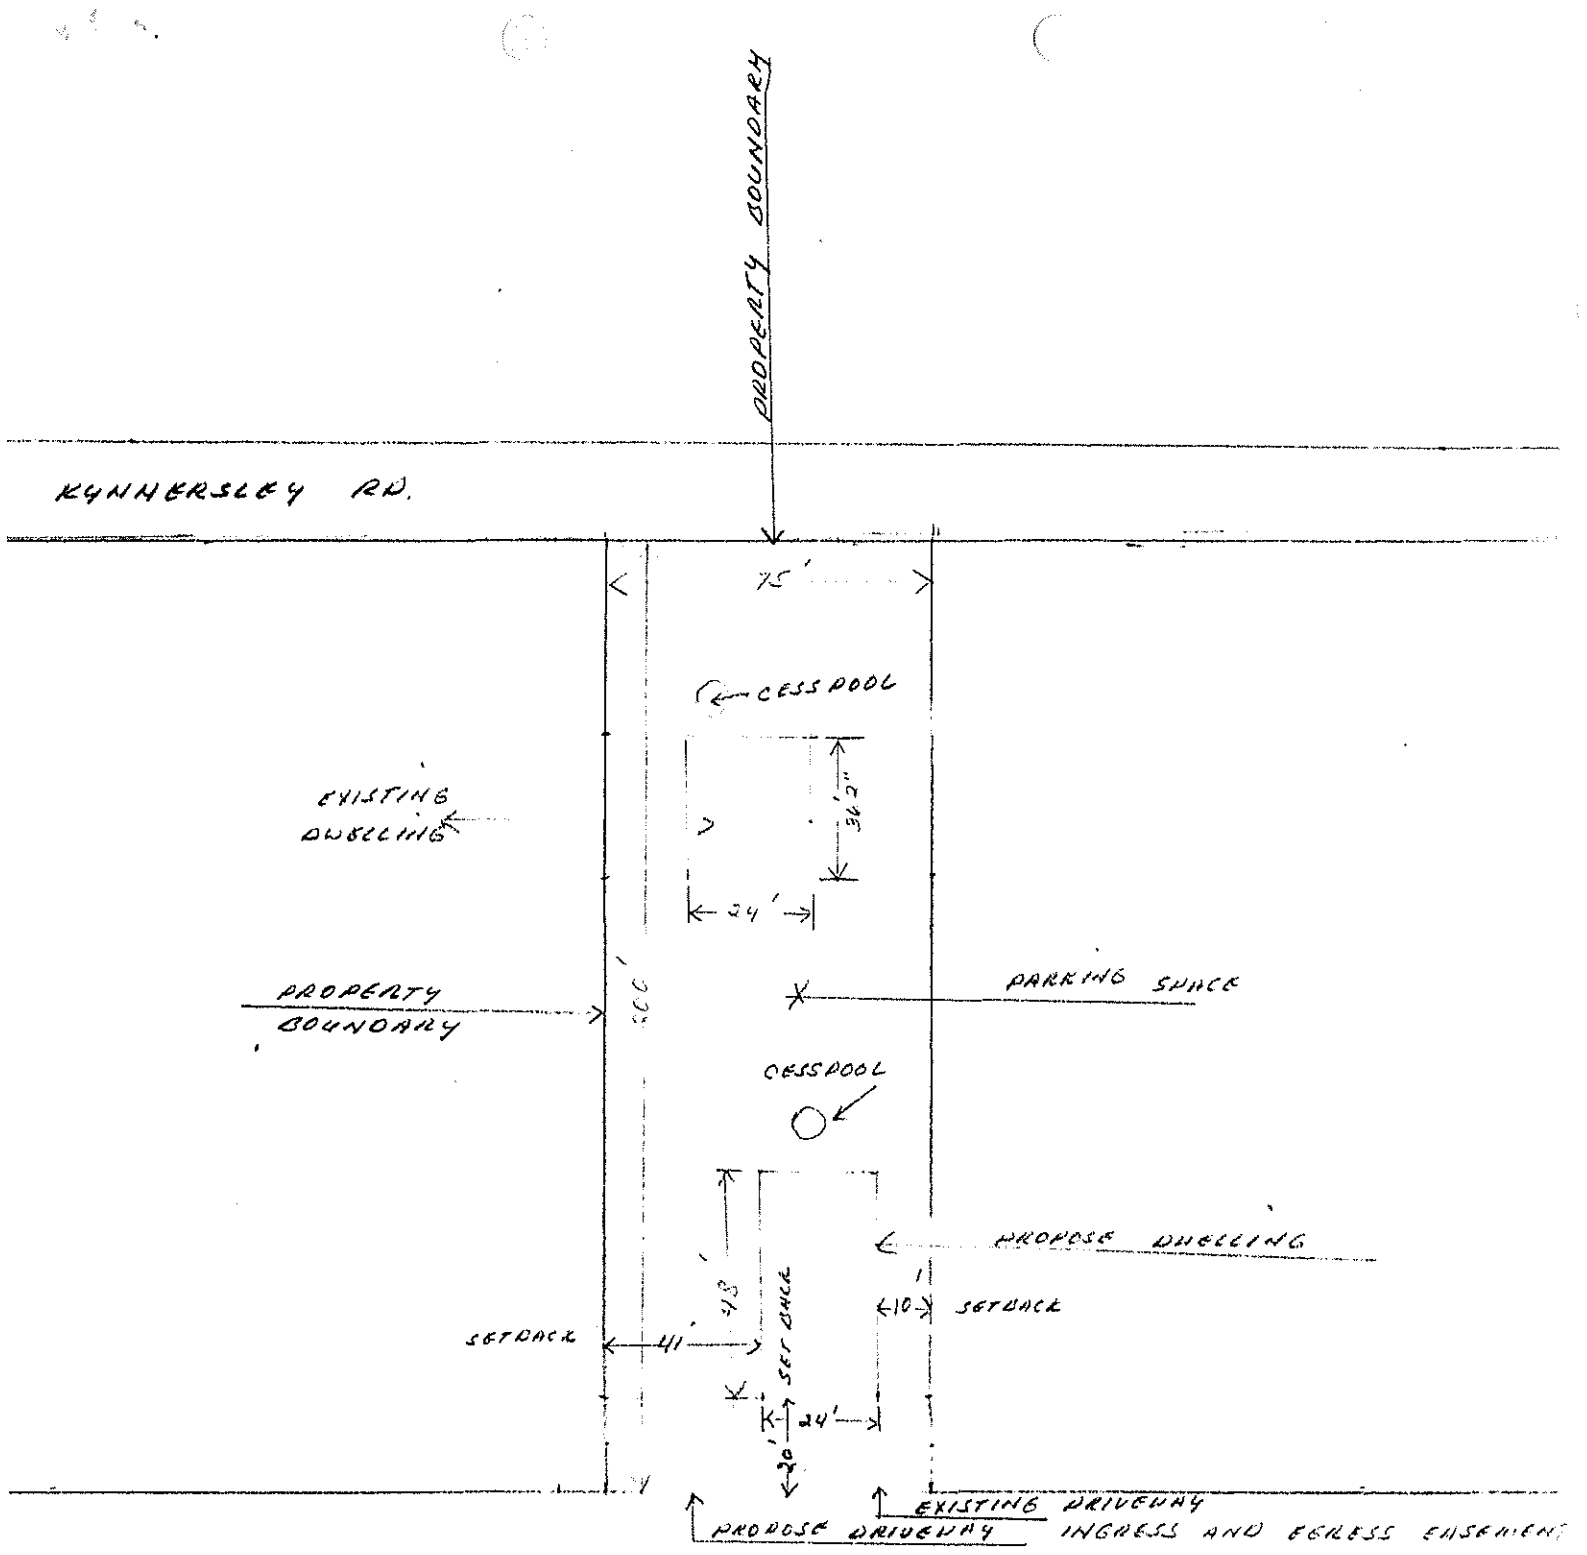 PROPERTY BOUNDARY
KYNNERSLEY RD.
75'
CESSPOOL
EXISTING
DWELLING
36'2"
24'
PROPERTY
BOUNDARY
PARKING SPACE
CESSPOOL
PROPOSE DWELLING
48'
SET BACK
10' SETBACK
SETBACK
41'
24'
20'
EXISTING DRIVEWAY
PROPOSE DRIVEWAY INGRESS AND EGRESS EASEMENT